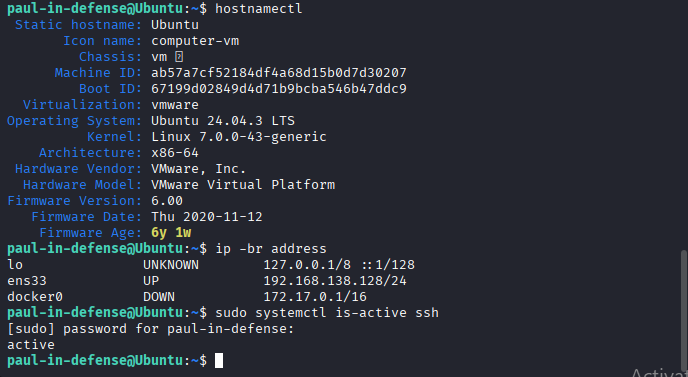 paul-in-defense@Ubuntu:~$ hostnamectl
Static hostname: Ubuntu
Icon name: computer-vm
Chassis: vm
Machine ID: ab57a7cf52184df4a68d15b0d7d30207
Boot ID: 67199d02849d4d71b9bcba546b47ddc9
Virtualization: vmware
Operating System: Ubuntu 24.04.3 LTS
Kernel: Linux 7.0.0-43-generic
Architecture: x86-64
Hardware Vendor: VMware, Inc.
Hardware Model: VMware Virtual Platform
Firmware Version: 6.00
Firmware Date: Thu 2020-11-12
Firmware Age: 6y 1w
paul-in-defense@Ubuntu:~$ ip -br address
lo UNKNOWN 127.0.0.1/8 ::1/128
ens33 UP 192.168.138.128/24
docker0 DOWN 172.17.0.1/16
paul-in-defense@Ubuntu:~$ sudo systemctl is-active ssh
[sudo] password for paul-in-defense:
active
paul-in-defense@Ubuntu:~$